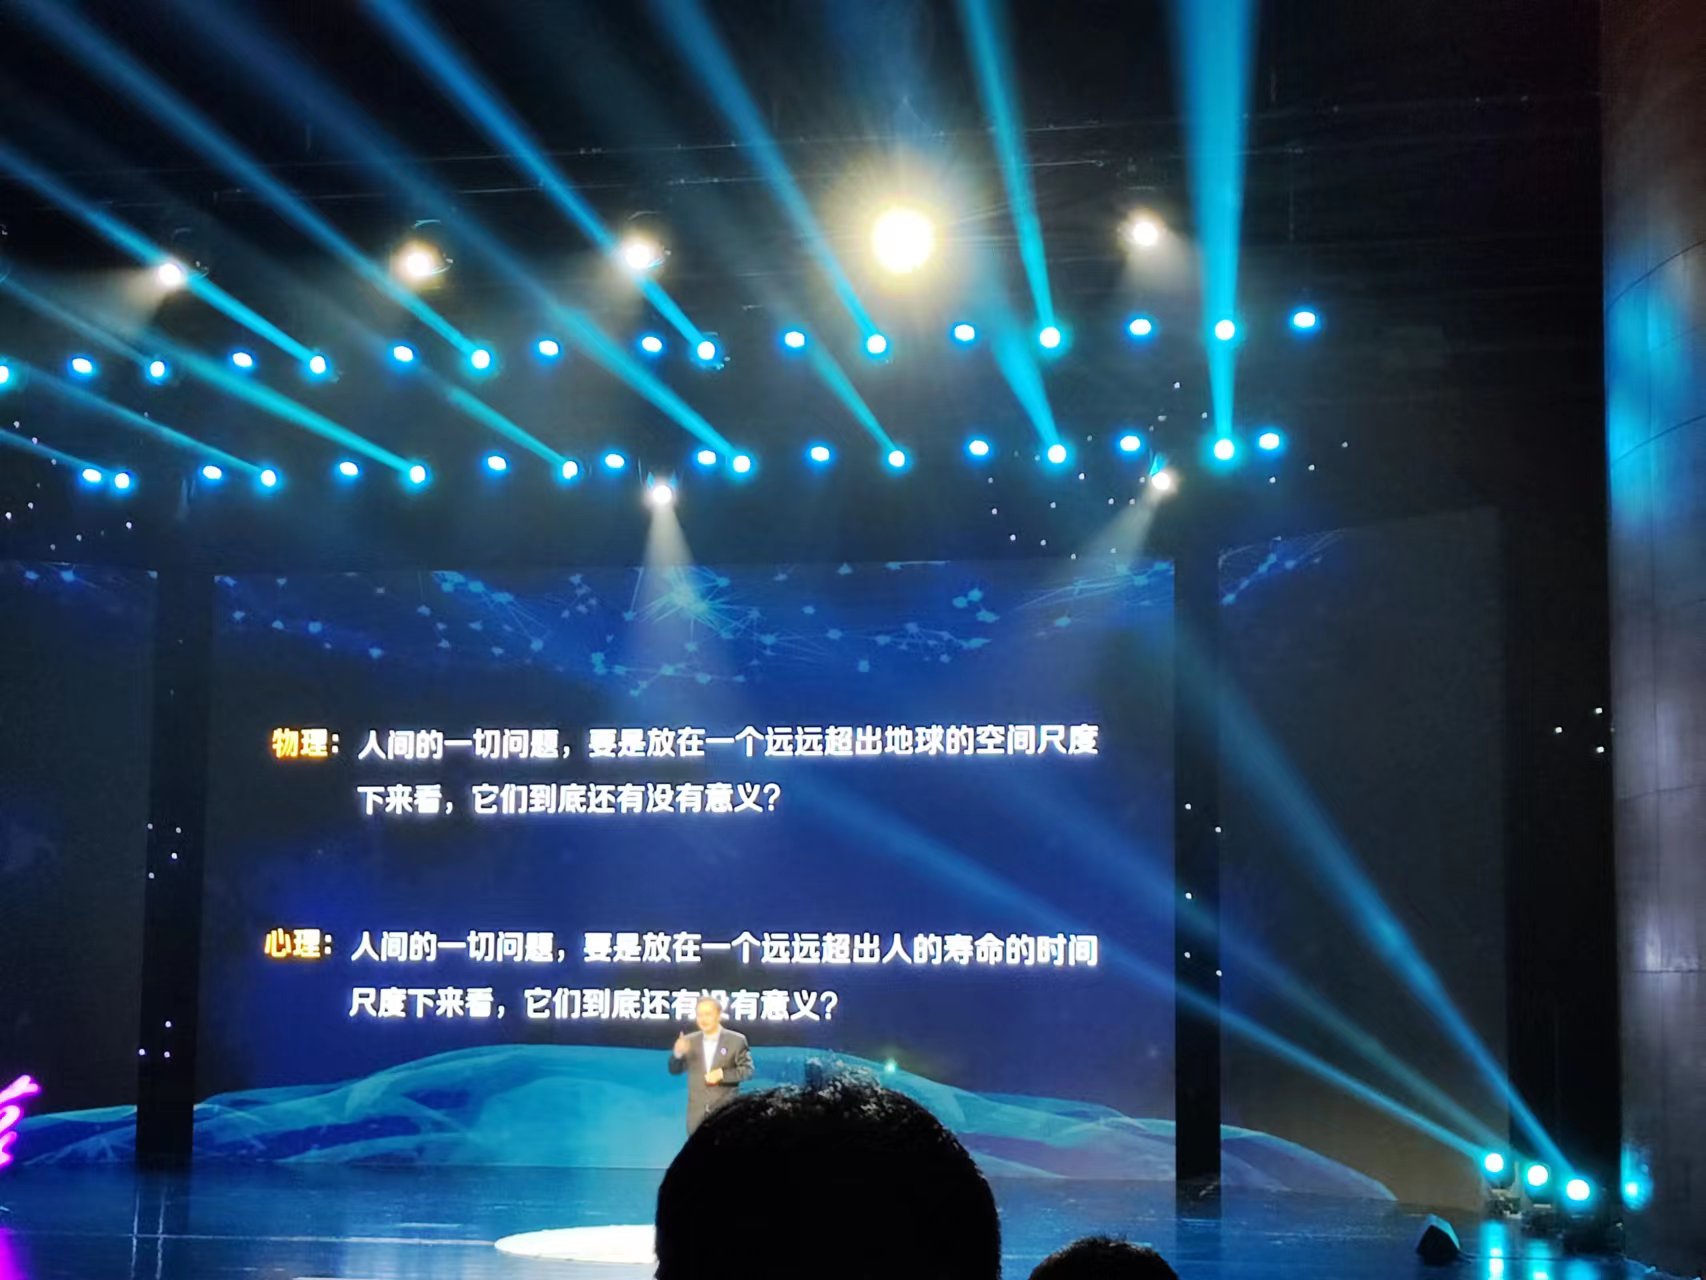 物理：人间的一切问题，要是放在一个远远超出地球的空间尺度
下来看，它们到底还有没有意义？
心理：人间的一切问题，要是放在一个远远超出人的寿命的时间
尺度下来看，它们到底还有没有意义？